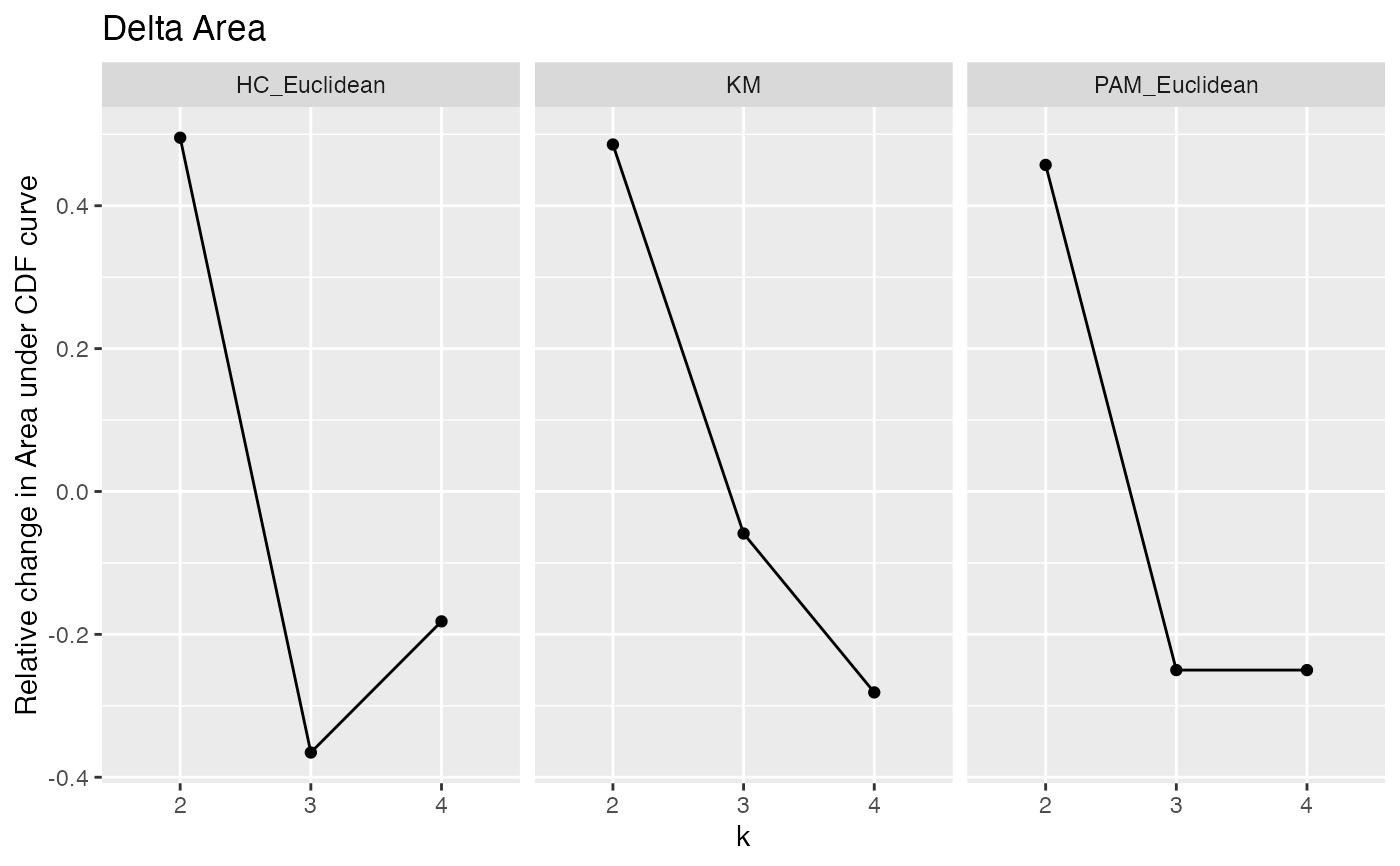 Delta Area
HC_Euclidean
KM
PAM_Euclidean
Relative change in Area under CDF curve
0.4
0.2
0.0
-0.2
-0.4
2
3
4
2
3
4
2
3
4
k